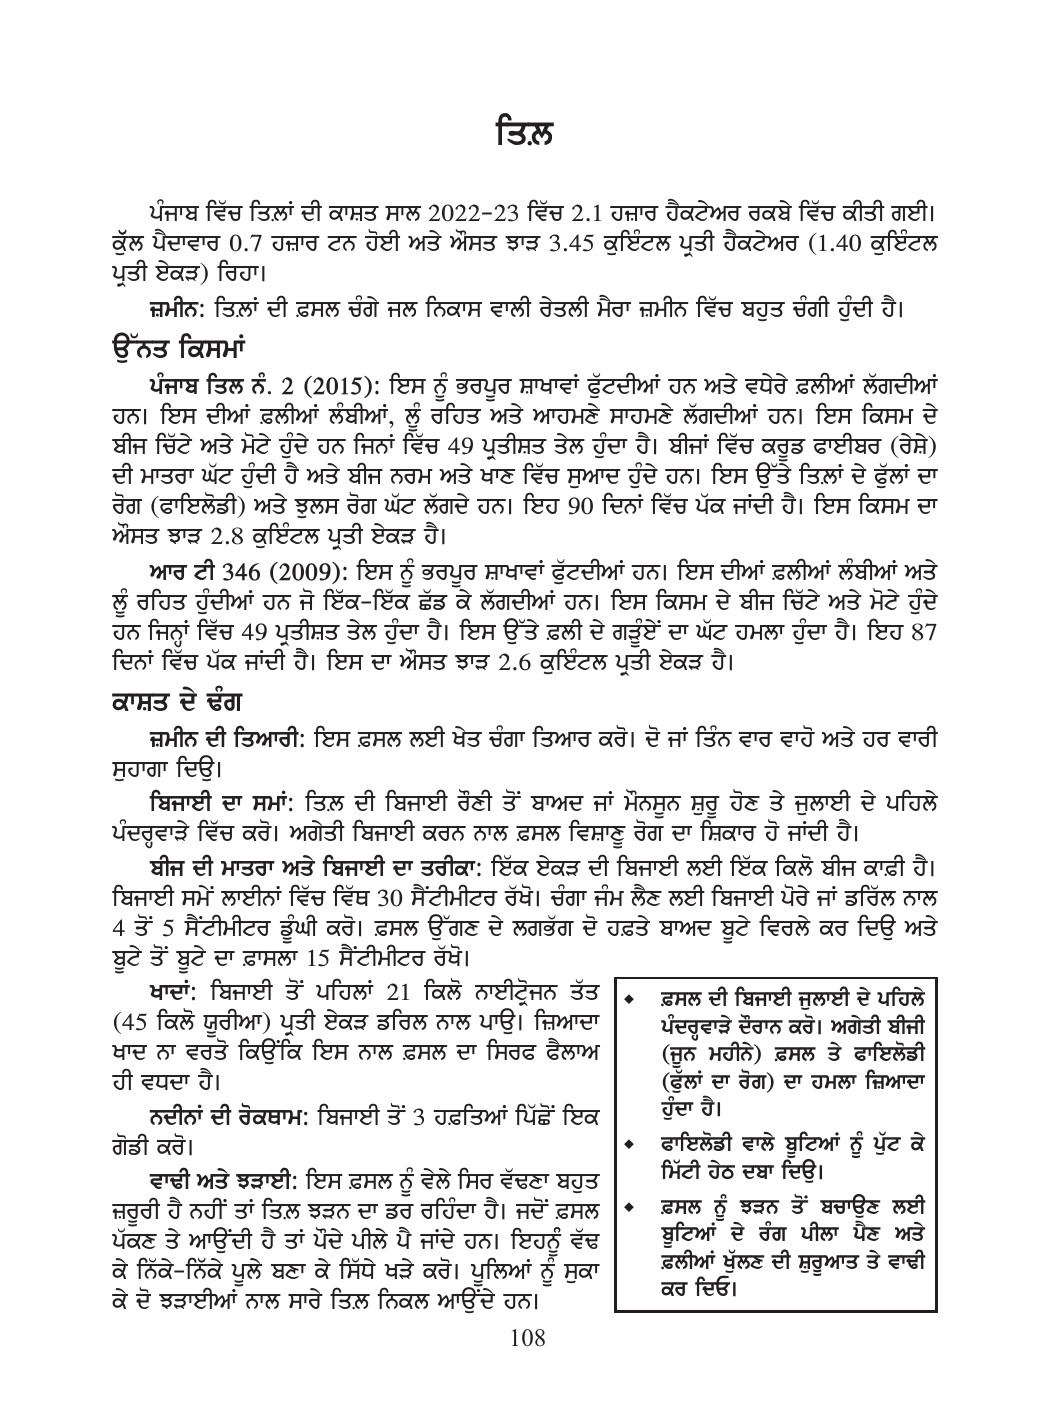 ਤਿਲ਼
ਪੰਜਾਬ ਵਿੱਚ ਤਿਲਾਂ ਦੀ ਕਾਸ਼ਤ ਸਾਲ 2022-23 ਵਿੱਚ 2.1 ਹਜ਼ਾਰ ਹੈਕਟੇਅਰ ਰਕਬੇ ਵਿੱਚ ਕੀਤੀ ਗਈ।
ਕੁੱਲ ਪੈਦਾਵਾਰ 0.7 ਹਜ਼ਾਰ ਟਨ ਹੋਈ ਅਤੇ ਔਸਤ ਝਾੜ 3.45 ਕੁਇੰਟਲ ਪ੍ਰਤੀ ਹੈਕਟੇਅਰ (1.40 ਕੁਇੰਟਲ
ਪ੍ਰਤੀ ਏਕੜ) ਰਿਹਾ।
ਜ਼ਮੀਨ: ਤਿਲਾਂ ਦੀ ਫ਼ਸਲ ਚੰਗੇ ਜਲ ਨਿਕਾਸ ਵਾਲੀ ਰੇਤਲੀ ਮੈਰਾ ਜ਼ਮੀਨ ਵਿੱਚ ਬਹੁਤ ਚੰਗੀ ਹੁੰਦੀ ਹੈ।
ਉੱਨਤ ਕਿਸਮਾਂ
ਪੰਜਾਬ ਤਿਲ ਨੰ. 2 (2015): ਇਸ ਨੂੰ ਭਰਪੂਰ ਸ਼ਾਖਾਵਾਂ ਫੁੱਟਦੀਆਂ ਹਨ ਅਤੇ ਵਧੇਰੇ ਫ਼ਲੀਆਂ ਲੱਗਦੀਆਂ
ਹਨ। ਇਸ ਦੀਆਂ ਫ਼ਲੀਆਂ ਲੰਬੀਆਂ, ਲੂੰ ਰਹਿਤ ਅਤੇ ਆਹਮਣੇ ਸਾਹਮਣੇ ਲੱਗਦੀਆਂ ਹਨ। ਇਸ ਕਿਸਮ ਦੇ
ਬੀਜ ਚਿੱਟੇ ਅਤੇ ਮੋਟੇ ਹੁੰਦੇ ਹਨ ਜਿਨਾਂ ਵਿੱਚ 49 ਪ੍ਰਤੀਸ਼ਤ ਤੇਲ ਹੁੰਦਾ ਹੈ। ਬੀਜਾਂ ਵਿੱਚ ਕਰੂਡ ਫਾਈਬਰ (ਰੇਸ਼ੇ)
ਦੀ ਮਾਤਰਾ ਘੱਟ ਹੁੰਦੀ ਹੈ ਅਤੇ ਬੀਜ ਨਰਮ ਅਤੇ ਖਾਣ ਵਿੱਚ ਸੁਆਦ ਹੁੰਦੇ ਹਨ। ਇਸ ਉੱਤੇ ਤਿਲਾਂ ਦੇ ਫੁੱਲਾਂ ਦਾ
ਰੋਗ (ਫਾਇਲੋਡੀ) ਅਤੇ ਝੁਲਸ ਰੋਗ ਘੱਟ ਲੱਗਦੇ ਹਨ। ਇਹ 90 ਦਿਨਾਂ ਵਿੱਚ ਪੱਕ ਜਾਂਦੀ ਹੈ। ਇਸ ਕਿਸਮ ਦਾ
ਔਸਤ ਝਾੜ 2.8 ਕੁਇੰਟਲ ਪ੍ਰਤੀ ਏਕੜ ਹੈ।
ਆਰ ਟੀ 346 (2009): ਇਸ ਨੂੰ ਭਰਪੂਰ ਸ਼ਾਖਾਵਾਂ ਫੁੱਟਦੀਆਂ ਹਨ। ਇਸ ਦੀਆਂ ਫ਼ਲੀਆਂ ਲੰਬੀਆਂ ਅਤੇ
ਲੂੰ ਰਹਿਤ ਹੁੰਦੀਆਂ ਹਨ ਜੋ ਇੱਕ-ਇੱਕ ਛੱਡ ਕੇ ਲੱਗਦੀਆਂ ਹਨ। ਇਸ ਕਿਸਮ ਦੇ ਬੀਜ ਚਿੱਟੇ ਅਤੇ ਮੋਟੇ ਹੁੰਦੇ
ਹਨ ਜਿਨ੍ਹਾਂ ਵਿੱਚ 49 ਪ੍ਰਤੀਸ਼ਤ ਤੇਲ ਹੁੰਦਾ ਹੈ। ਇਸ ਉੱਤੇ ਫ਼ਲੀ ਦੇ ਗੜੂੰਏਂ ਦਾ ਘੱਟ ਹਮਲਾ ਹੁੰਦਾ ਹੈ। ਇਹ 87
ਦਿਨਾਂ ਵਿੱਚ ਪੱਕ ਜਾਂਦੀ ਹੈ। ਇਸ ਦਾ ਔਸਤ ਝਾੜ 2.6 ਕੁਇੰਟਲ ਪ੍ਰਤੀ ਏਕੜ ਹੈ।
ਕਾਸ਼ਤ ਦੇ ਢੰਗ
ਜ਼ਮੀਨ ਦੀ ਤਿਆਰੀ: ਇਸ ਫ਼ਸਲ ਲਈ ਖੇਤ ਚੰਗਾ ਤਿਆਰ ਕਰੋ। ਦੋ ਜਾਂ ਤਿੰਨ ਵਾਰ ਵਾਹੋ ਅਤੇ ਹਰ ਵਾਰੀ
ਸੁਹਾਗਾ ਦਿਉ।
ਬਿਜਾਈ ਦਾ ਸਮਾਂ: ਤਿਲ਼ ਦੀ ਬਿਜਾਈ ਰੌਣੀ ਤੋਂ ਬਾਅਦ ਜਾਂ ਮੌਨਸੂਨ ਸ਼ੁਰੂ ਹੋਣ ਤੇ ਜੁਲਾਈ ਦੇ ਪਹਿਲੇ
ਪੰਦਰ੍ਹਵਾੜੇ ਵਿੱਚ ਕਰੋ। ਅਗੇਤੀ ਬਿਜਾਈ ਕਰਨ ਨਾਲ ਫ਼ਸਲ ਵਿਸ਼ਾਣੂ ਰੋਗ ਦਾ ਸ਼ਿਕਾਰ ਹੋ ਜਾਂਦੀ ਹੈ।
ਬੀਜ ਦੀ ਮਾਤਰਾ ਅਤੇ ਬਿਜਾਈ ਦਾ ਤਰੀਕਾ: ਇੱਕ ਏਕੜ ਦੀ ਬਿਜਾਈ ਲਈ ਇੱਕ ਕਿਲੋ ਬੀਜ ਕਾਫ਼ੀ ਹੈ।
ਬਿਜਾਈ ਸਮੇਂ ਲਾਈਨਾਂ ਵਿੱਚ ਵਿੱਥ 30 ਸੈਂਟੀਮੀਟਰ ਰੱਖੋ। ਚੰਗਾ ਜੰਮ ਲੈਣ ਲਈ ਬਿਜਾਈ ਪੋਰੇ ਜਾਂ ਡਰਿੱਲ ਨਾਲ
4 ਤੋਂ 5 ਸੈਂਟੀਮੀਟਰ ਡੂੰਘੀ ਕਰੋ। ਫ਼ਸਲ ਉੱਗਣ ਦੇ ਲਗਭੱਗ ਦੋ ਹਫ਼ਤੇ ਬਾਅਦ ਬੂਟੇ ਵਿਰਲੇ ਕਰ ਦਿਉ ਅਤੇ
ਬੂਟੇ ਤੋਂ ਬੂਟੇ ਦਾ ਫ਼ਾਸਲਾ 15 ਸੈਂਟੀਮੀਟਰ ਰੱਖੋ।
ਖਾਦਾਂ: ਬਿਜਾਈ ਤੋਂ ਪਹਿਲਾਂ 21 ਕਿਲੋ ਨਾਈਟ੍ਰੋਜਨ ਤੱਤ
(45 ਕਿਲੋ ਯੂਰੀਆ) ਪ੍ਰਤੀ ਏਕੜ ਡਰਿਲ ਨਾਲ ਪਾਉ। ਜ਼ਿਆਦਾ
ਖਾਦ ਨਾ ਵਰਤੋ ਕਿਉਂਕਿ ਇਸ ਨਾਲ ਫ਼ਸਲ ਦਾ ਸਿਰਫ ਫੈਲਾਅ
ਹੀ ਵਧਦਾ ਹੈ।
ਨਦੀਨਾਂ ਦੀ ਰੋਕਥਾਮ: ਬਿਜਾਈ ਤੋਂ 3 ਹਫ਼ਤਿਆਂ ਪਿੱਛੋਂ ਇਕ
ਗੋਡੀ ਕਰੋ।
ਵਾਢੀ ਅਤੇ ਝੜਾਈ: ਇਸ ਫ਼ਸਲ ਨੂੰ ਵੇਲੇ ਸਿਰ ਵੱਢਣਾ ਬਹੁਤ
ਜ਼ਰੂਰੀ ਹੈ ਨਹੀਂ ਤਾਂ ਤਿਲ਼ ਝੜਨ ਦਾ ਡਰ ਰਹਿੰਦਾ ਹੈ। ਜਦੋਂ ਫ਼ਸਲ
ਪੱਕਣ ਤੇ ਆਉਂਦੀ ਹੈ ਤਾਂ ਪੌਦੇ ਪੀਲੇ ਪੈ ਜਾਂਦੇ ਹਨ। ਇਹਨੂੰ ਵੱਢ
ਕੇ ਨਿੱਕੇ-ਨਿੱਕੇ ਪੂਲੇ ਬਣਾ ਕੇ ਸਿੱਧੇ ਖੜੇ ਕਰੋ। ਪੂਲਿਆਂ ਨੂੰ ਸੁਕਾ
ਕੇ ਦੋ ਝੜਾਈਆਂ ਨਾਲ ਸਾਰੇ ਤਿਲ਼ ਨਿਕਲ ਆਉਂਦੇ ਹਨ।
◆ ਫ਼ਸਲ ਦੀ ਬਿਜਾਈ ਜੁਲਾਈ ਦੇ ਪਹਿਲੇ
ਪੰਦਰ੍ਹਵਾੜੇ ਦੌਰਾਨ ਕਰੋ। ਅਗੇਤੀ ਬੀਜੀ
(ਜੂਨ ਮਹੀਨੇ) ਫ਼ਸਲ ਤੇ ਫਾਇਲੋਡੀ
(ਫੁੱਲਾਂ ਦਾ ਰੋਗ) ਦਾ ਹਮਲਾ ਜ਼ਿਆਦਾ
ਹੁੰਦਾ ਹੈ।
◆ ਫਾਇਲੋਡੀ ਵਾਲੇ ਬੂਟਿਆਂ ਨੂੰ ਪੁੱਟ ਕੇ
ਮਿੱਟੀ ਹੇਠ ਦਬਾ ਦਿਉ।
◆ ਫ਼ਸਲ ਨੂੰ ਝੜਨ ਤੋਂ ਬਚਾਉਣ ਲਈ
ਬੂਟਿਆਂ ਦੇ ਰੰਗ ਪੀਲਾ ਪੈਣ ਅਤੇ
ਫ਼ਲੀਆਂ ਖੁੱਲਣ ਦੀ ਸ਼ੁਰੂਆਤ ਤੇ ਵਾਢੀ
ਕਰ ਦਿਓ।
108